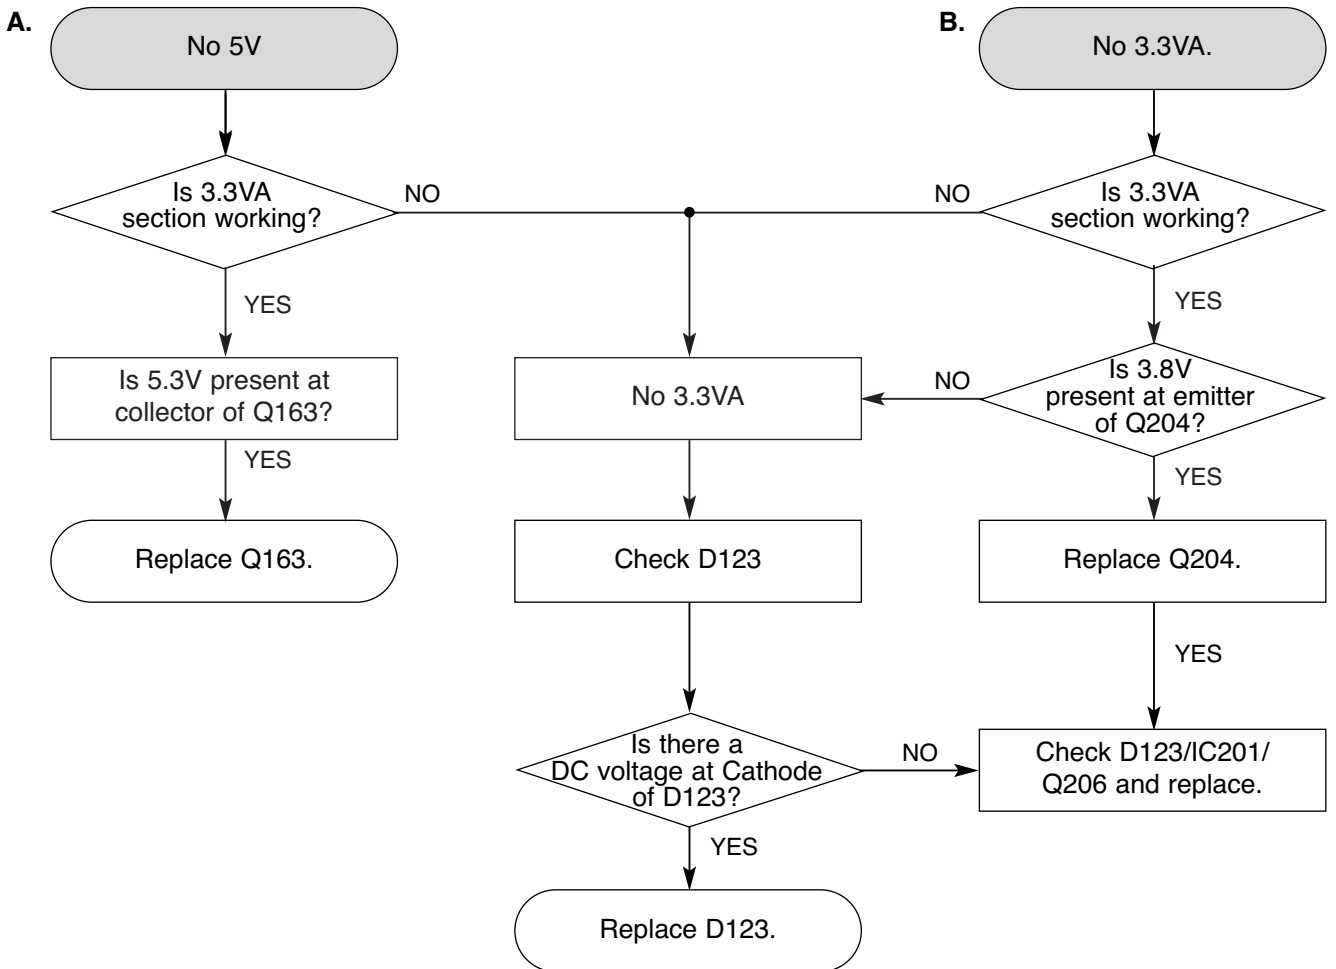 A.
No 5V
Is 3.3VA
section working?
NO
YES
Is 5.3V present at
collector of Q163?
YES
Replace Q163.
B.
No 3.3VA.
NO
Is 3.3VA
section working?
YES
Is 3.8V
present at emitter
of Q204?
NO
YES
Replace Q204.
YES
Check D123/IC201/
Q206 and replace.
No 3.3VA
Check D123
Is there a
DC voltage at Cathode
of D123?
NO
YES
Replace D123.